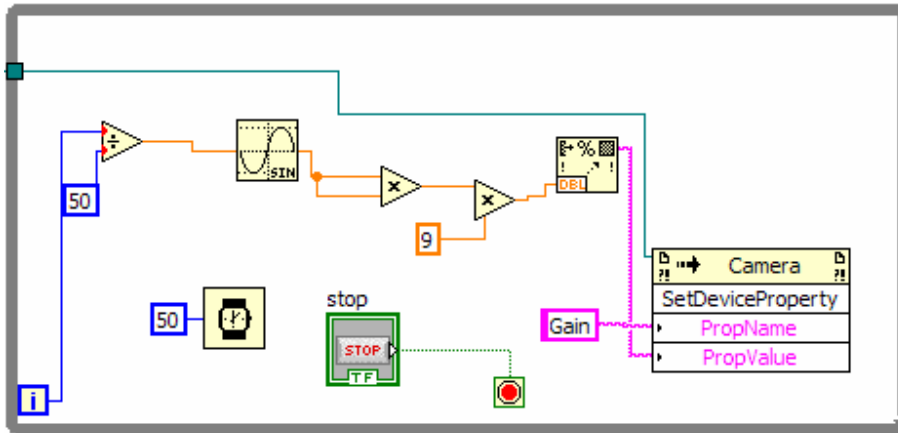 ÷
SIN
50
×
×
9
% 
DBL
Camera
SetDeviceProperty
Gain
PropName
PropValue
50
stop
STOP
TF
i